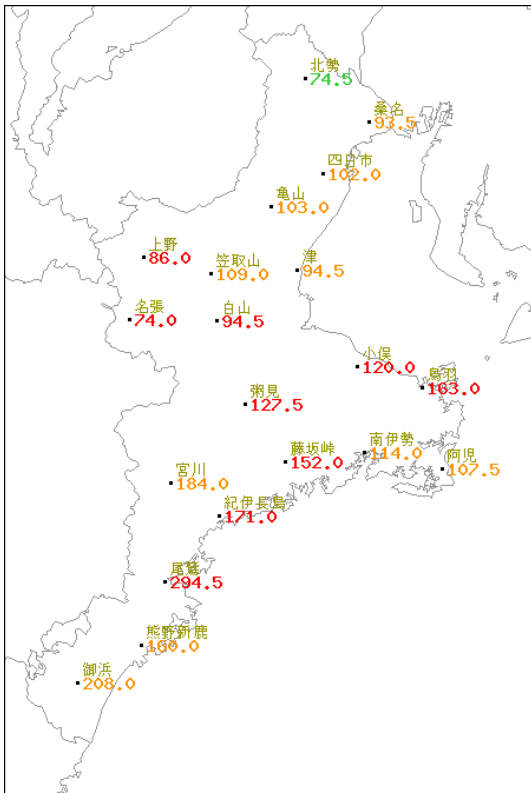 北勢
74.5
桑名
93.5
四日市
102.0
亀山
103.0
上野
86.0
笠取山
109.0
津
94.5
名張
74.0
白山
94.5
小俣
120.0
鳥羽
163.0
粥見
127.5
南伊勢
114.0
藤坂峠
152.0
阿児
107.5
宮川
184.0
紀伊長島
171.0
尾鷲
294.5
熊野新鹿
御浜
208.0